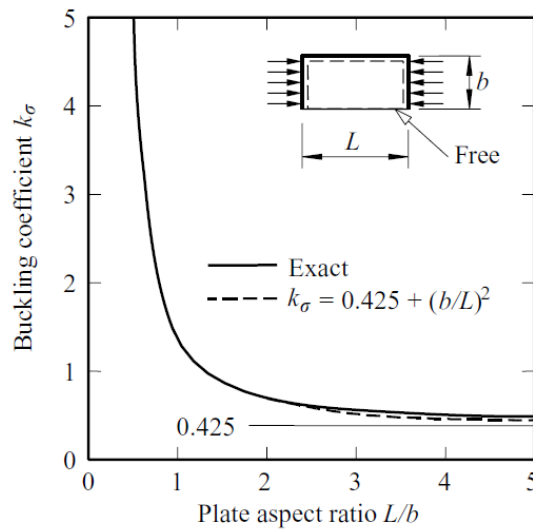 5
4
3
2
1
0
Buckling coefficient kσ
b
L
Free
Exact
kσ = 0.425 + (b/L)²
0.425
0 1 2 3 4 5
Plate aspect ratio L/b